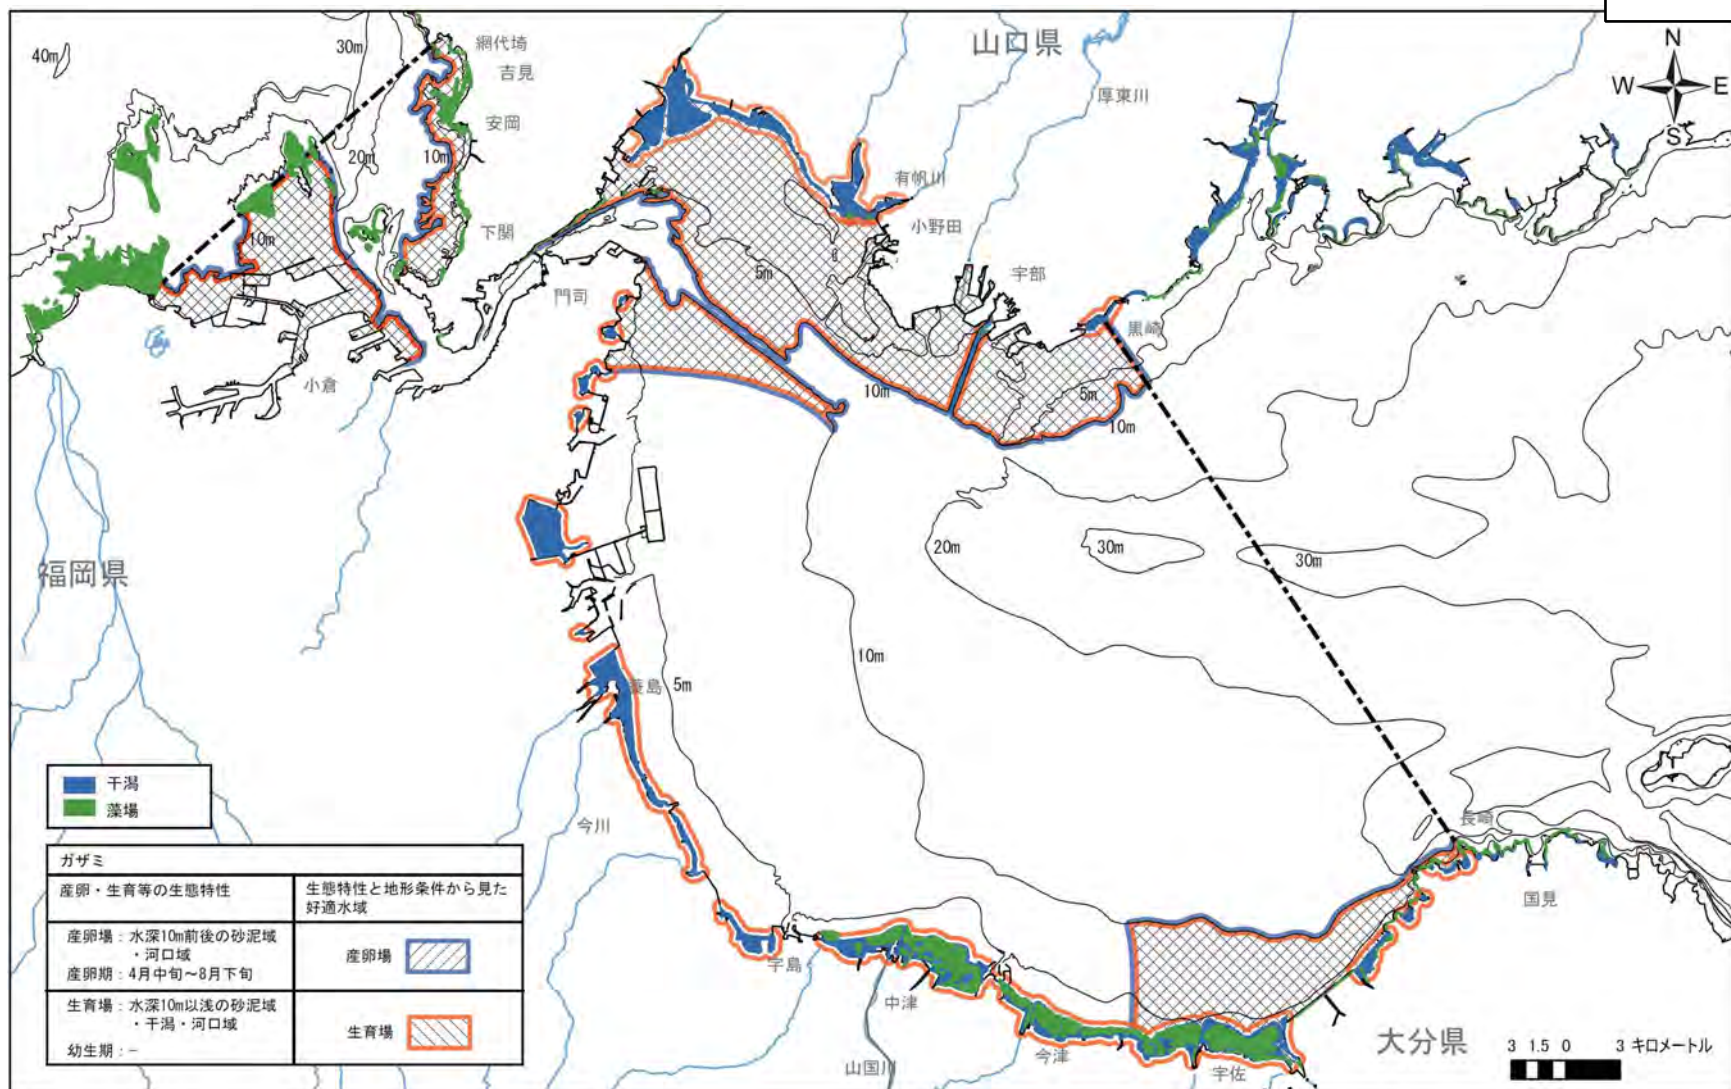 山口県
N
W
E
S
40m
30m
網代埼
吉見
安岡
20m
10m
10m
下関
厚東川
有帆川
小野田
宇部
5m
門司
黒崎
小倉
10m
5m
10m
福岡県
20m
30m
30m
10m
蓑島
5m
今川
長崎
国見
宇島
中津
山国川
今津
宇佐
大分県
干潟
藻場
ガザミ
産卵・生育等の生態特性
生態特性と地形条件から見た
好適水域
産卵場：水深10m前後の砂泥域
・河口域
産卵期：4月中旬～8月下旬
産卵場
生育場：水深10m以浅の砂泥域
・干潟・河口域
幼生期：－
生育場
3 1.5 0 3 キロメートル